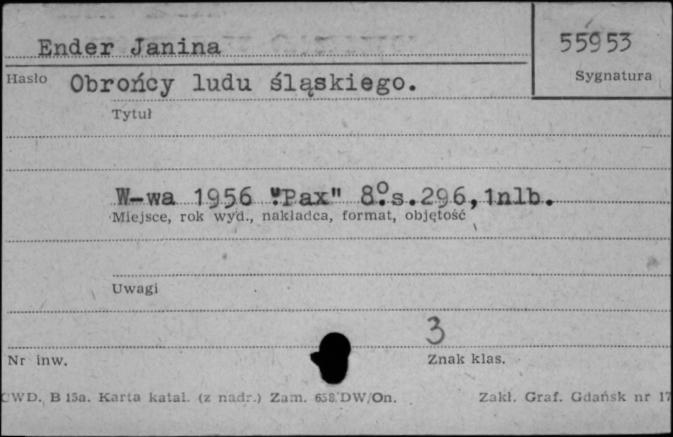 Ender Janina
55953
Hasło
Sygnatura
Obrońcy ludu śląskiego.
Tytuł
W-wa 1956 "Pax" 8° s.296,1nlb.
Miejsce, rok wyd., nakładca, format, objętość
Uwagi
3
Nr inw.
Znak klas.
CWD. B 15a. Karta katal. (z nadr.) Zam. 658/DW/On.
Zakł. Graf. Gdańsk nr 17